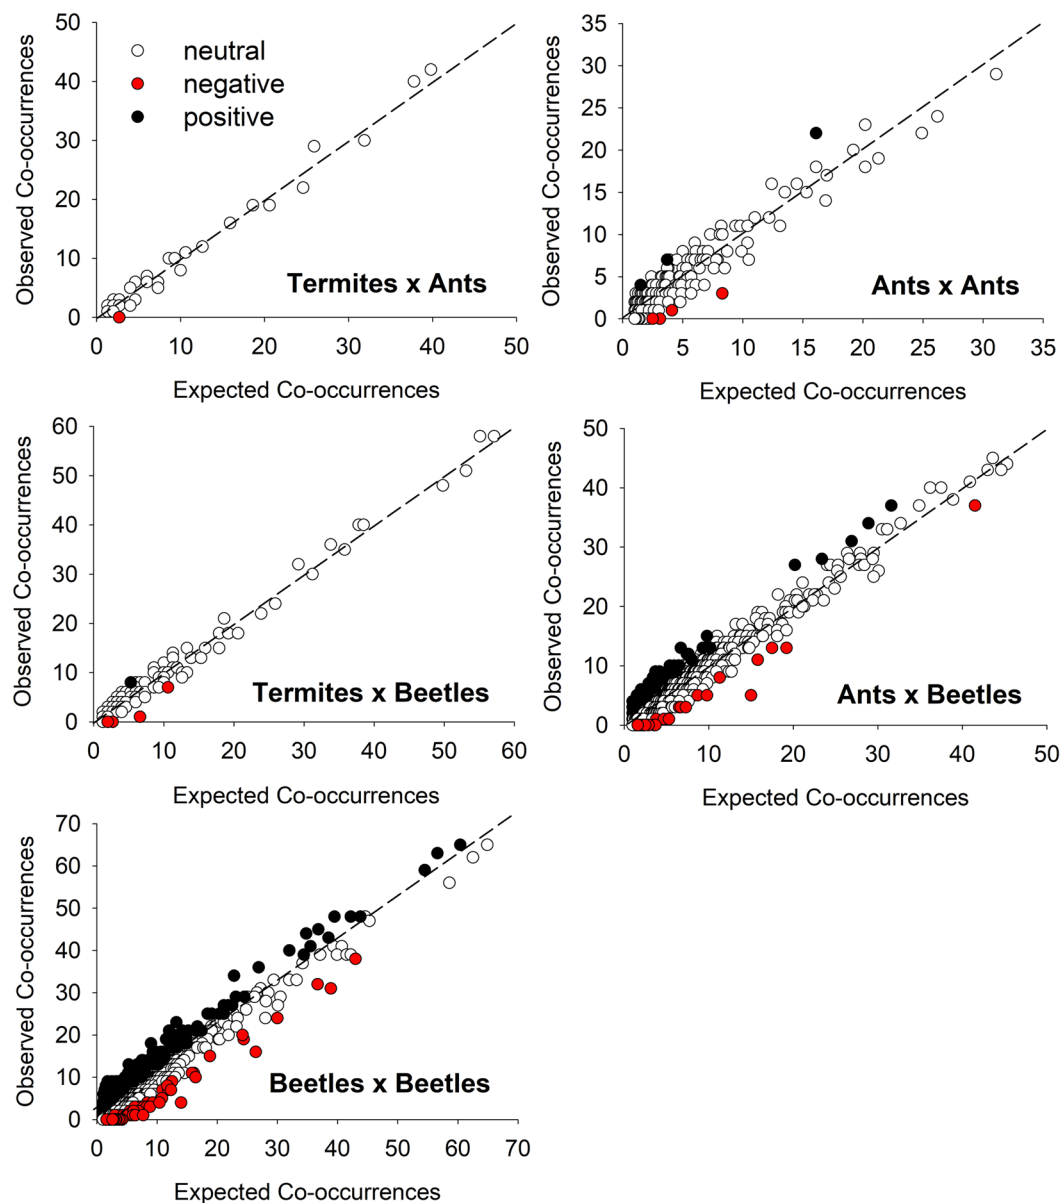 50
40
30
20
10
0
Observed Co-occurrences
neutral
negative
positive
Termites x Ants
0 10 20 30 40 50
Expected Co-occurrences
35
30
25
20
15
10
5
0
Observed Co-occurrences
Ants x Ants
0 5 10 15 20 25 30 35
Expected Co-occurrences
60
50
40
30
20
10
0
Observed Co-occurrences
Termites x Beetles
0 10 20 30 40 50 60
Expected Co-occurrences
50
40
30
20
10
0
Observed Co-occurrences
Ants x Beetles
0 10 20 30 40 50
Expected Co-occurrences
70
60
50
40
30
20
10
0
Observed Co-occurrences
Beetles x Beetles
0 10 20 30 40 50 60 70
Expected Co-occurrences